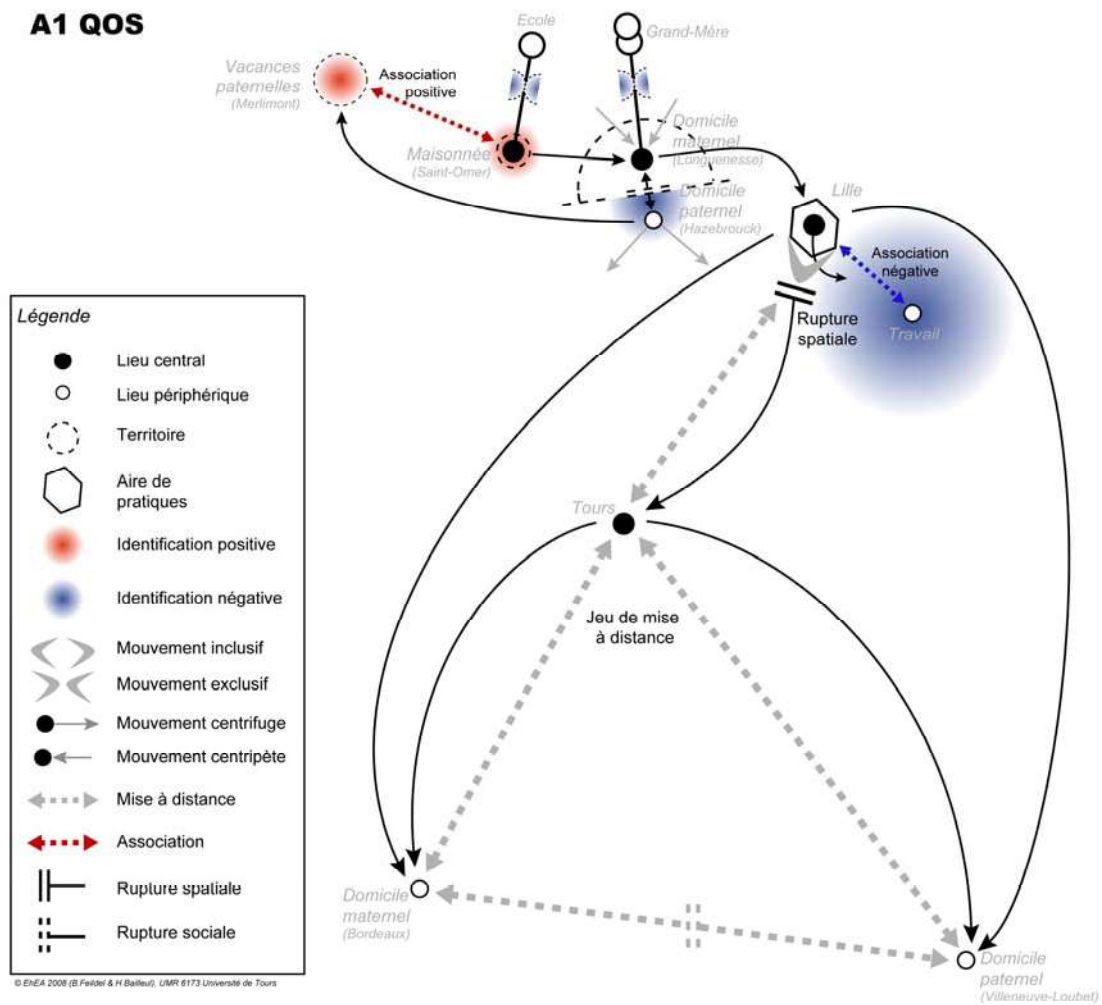 A1 QOS
Ecole
Grand-Mère
Vacances
paternelles
(Merlimont)
Association
positive
Maisonnée
(Saint-Omer)
Domicile
maternel
(Longuenesse)
Domicile
paternel
(Hazebrouck)
Lille
Association
négative
Travail
Rupture
spatiale
Tours
Jeu de mise
à distance
Domicile
maternel
(Bordeaux)
Domicile
paternel
(Villeneuve-Loubet)
Légende
Lieu central
Lieu périphérique
Territoire
Aire de
pratiques
Identification positive
Identification négative
Mouvement inclusif
Mouvement exclusif
Mouvement centrifuge
Mouvement centripète
Mise à distance
Association
Rupture spatiale
Rupture sociale
© EhEA 2008 (B.Feildel & H.Bailleul), UMR 6173 Université de Tours